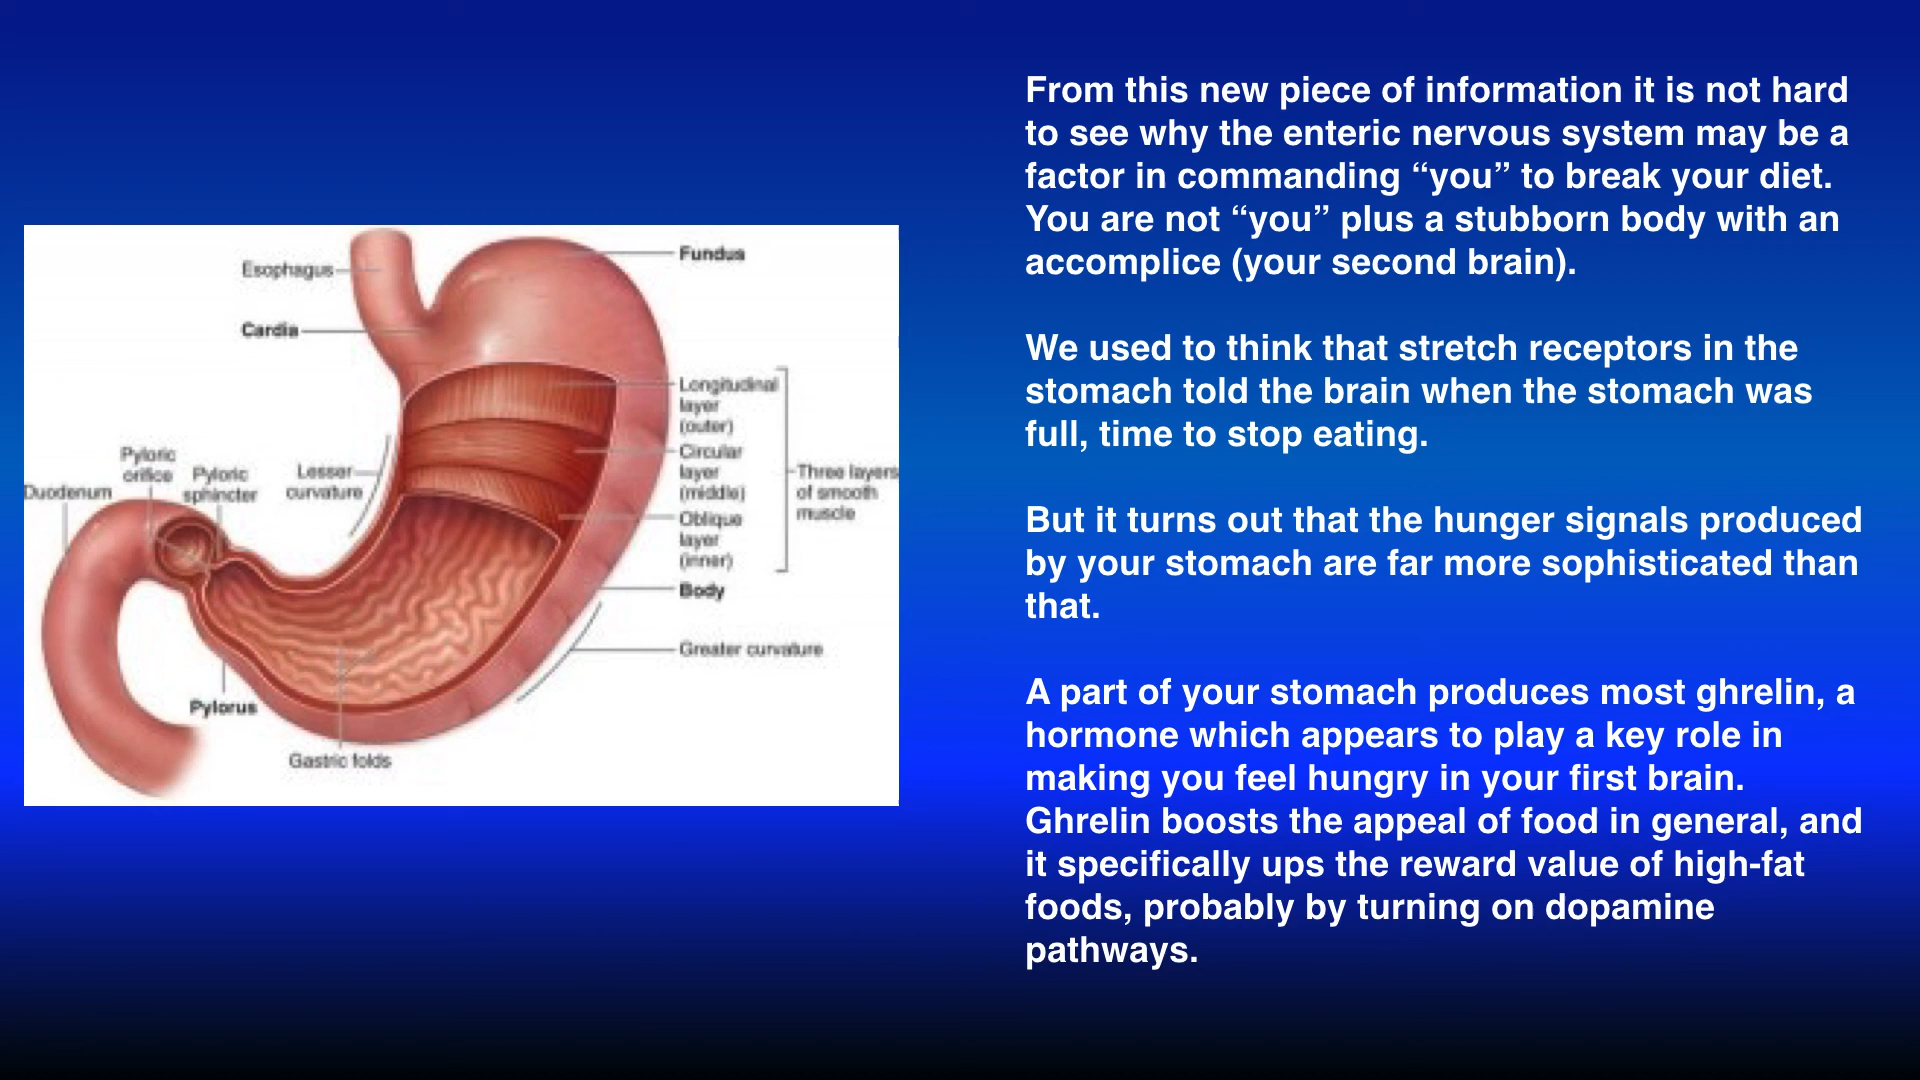 Esophagus
Cardia
Fundus
Longitudinal
layer
(outer)
Circular
layer
(middle)
Oblique
layer
(inner)
Three layers
of smooth
muscle
Pyloric
orifice
Pyloric
sphincter
Lesser
curvature
Duodenum
Body
Greater curvature
Pylorus
Gastric folds
From this new piece of information it is not hard
to see why the enteric nervous system may be a
factor in commanding “you” to break your diet.
You are not “you” plus a stubborn body with an
accomplice (your second brain).
We used to think that stretch receptors in the
stomach told the brain when the stomach was
full, time to stop eating.
But it turns out that the hunger signals produced
by your stomach are far more sophisticated than
that.
A part of your stomach produces most ghrelin, a
hormone which appears to play a key role in
making you feel hungry in your first brain.
Ghrelin boosts the appeal of food in general, and
it specifically ups the reward value of high-fat
foods, probably by turning on dopamine
pathways.